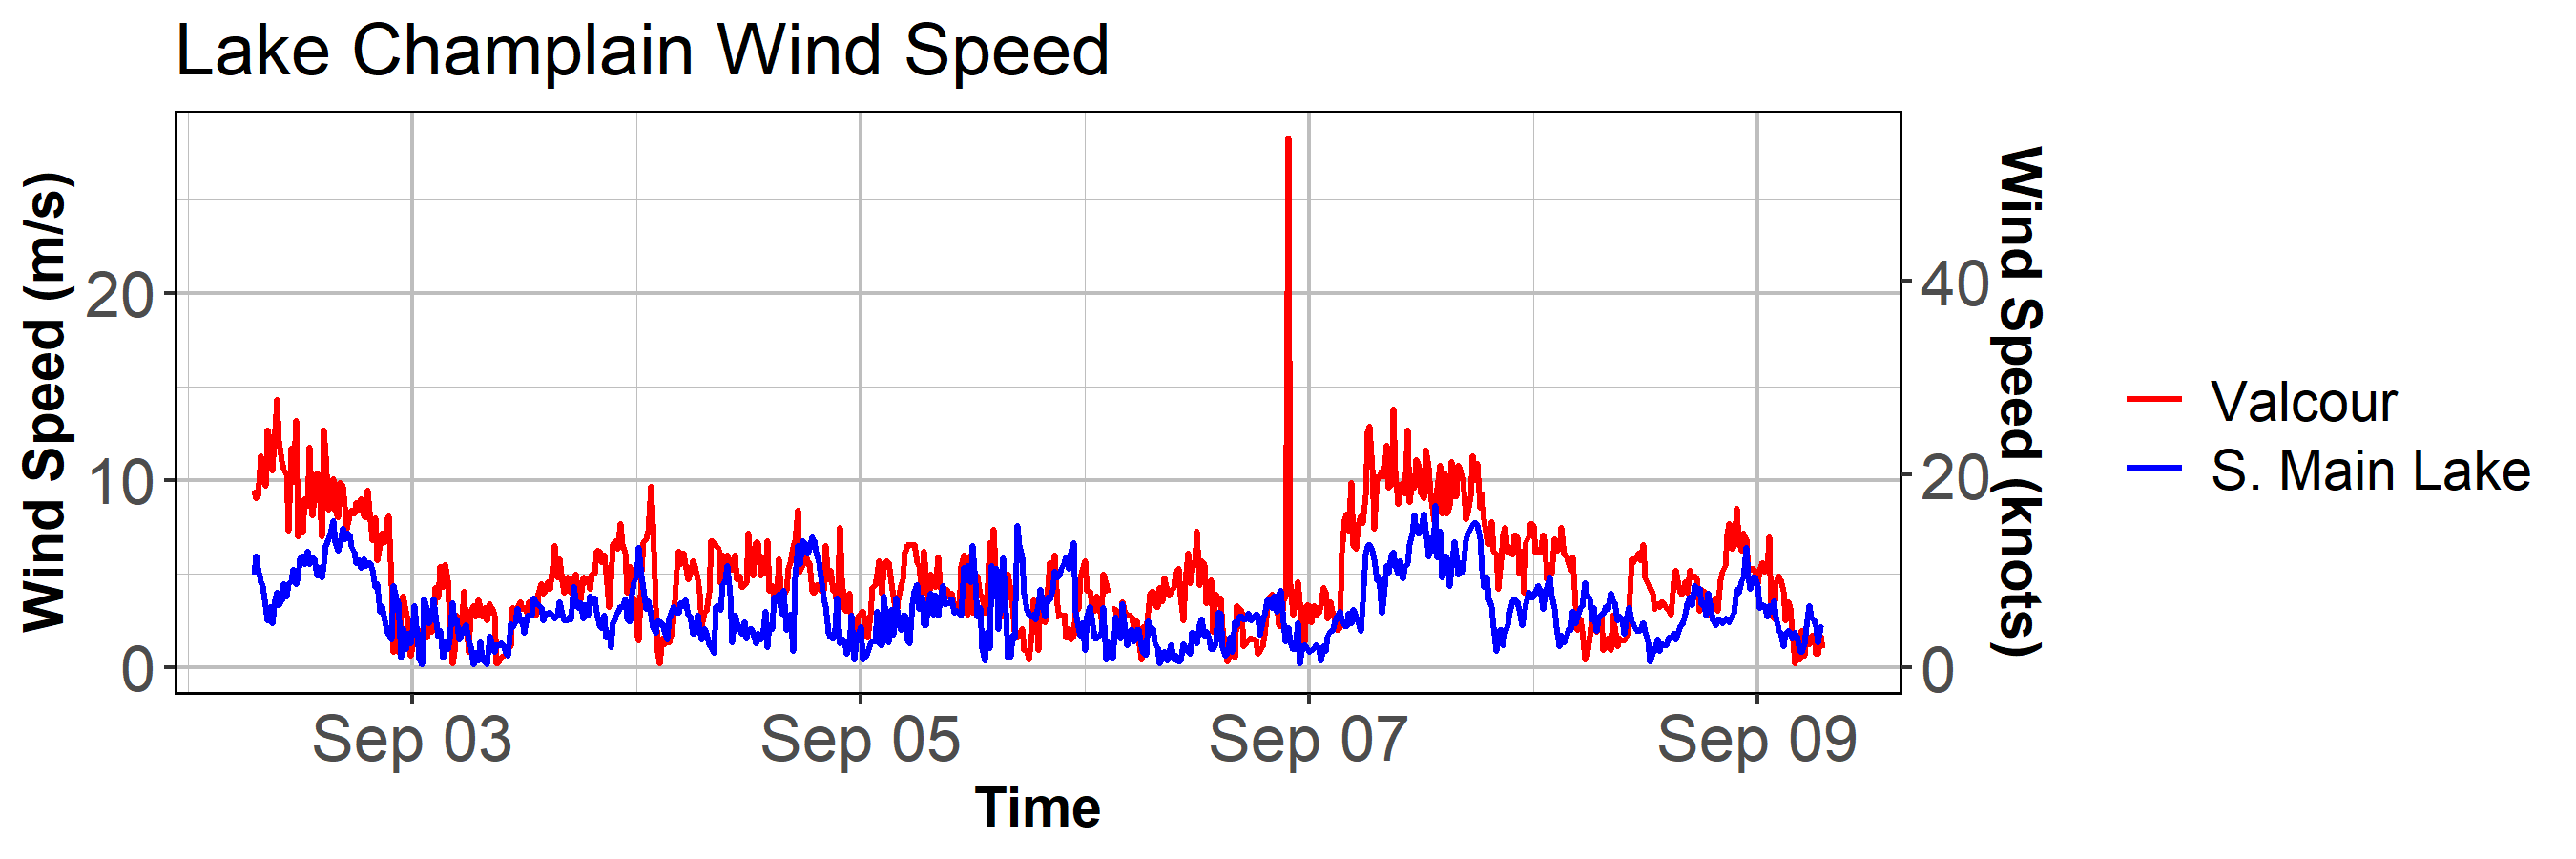 Lake Champlain Wind Speed
Wind Speed (m/s)
20
10
0
40
20
0
Wind Speed (knots)
Sep 03
Sep 05
Sep 07
Sep 09
Time
Valcour
S. Main Lake